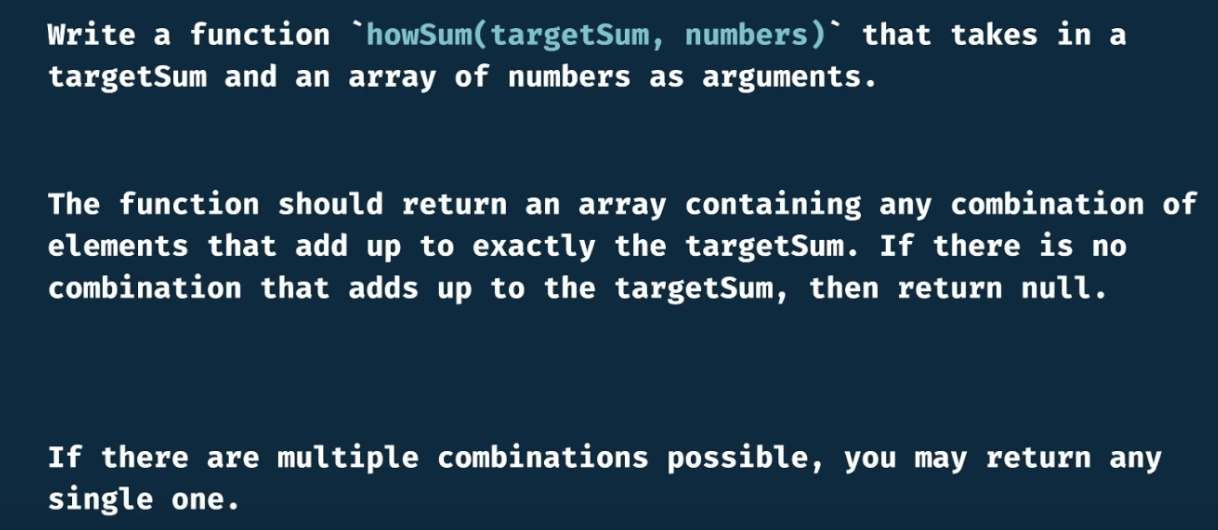 Write a function `howSum(targetSum, numbers)` that takes in a
targetSum and an array of numbers as arguments.
The function should return an array containing any combination of
elements that add up to exactly the targetSum. If there is no
combination that adds up to the targetSum, then return null.
If there are multiple combinations possible, you may return any
single one.